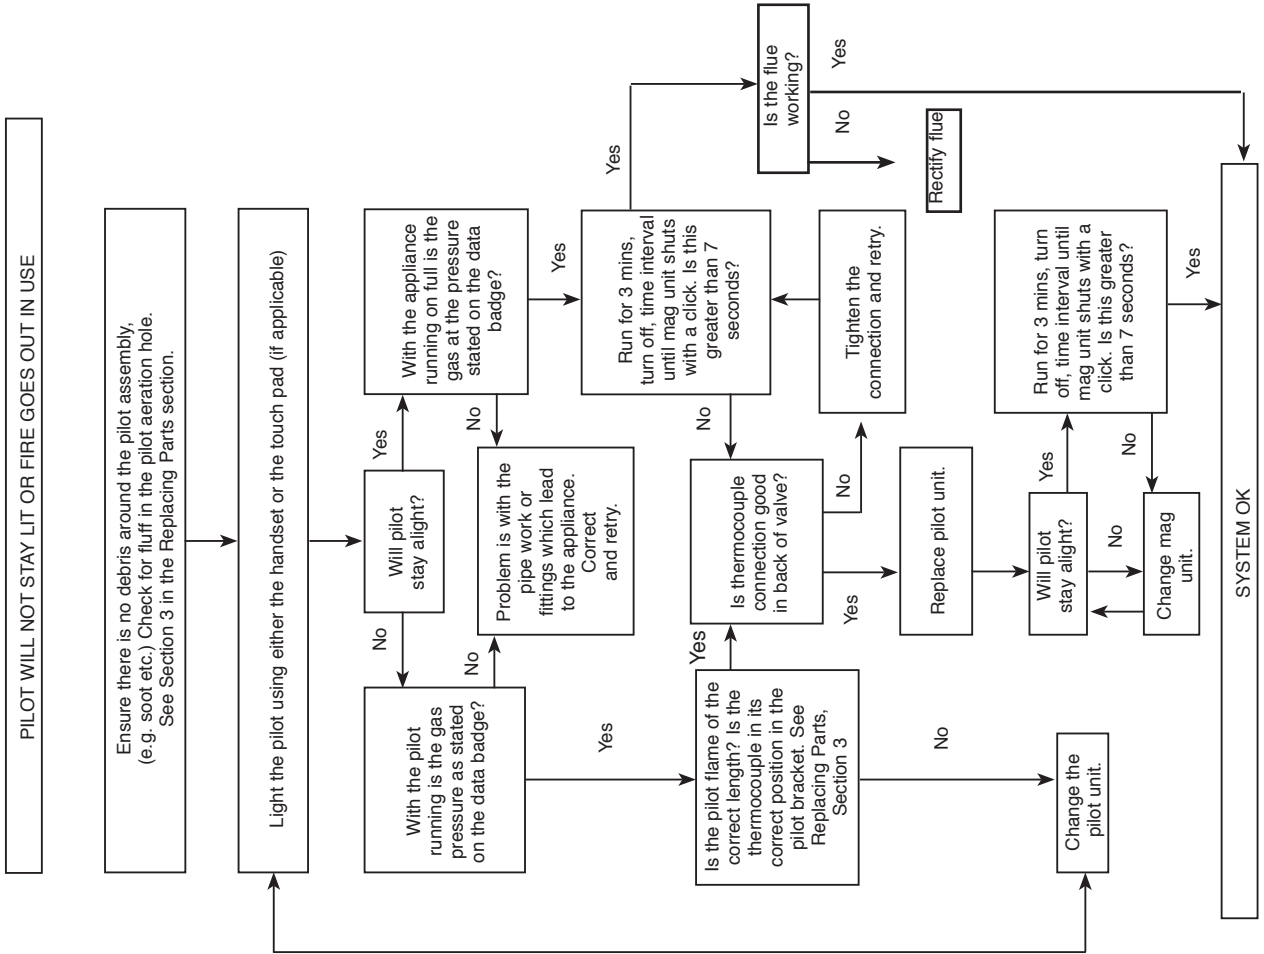 PILOT WILL NOT STAY LIT OR FIRE GOES OUT IN USE
Ensure there is no debris around the pilot assembly,
(e.g. soot etc.) Check for fluff in the pilot aeration hole.
See Section 3 in the Replacing Parts section.
Light the pilot using either the handset or the touch pad (if applicable)
Will pilot
stay alight?
No
Yes
With the pilot
running is the gas
pressure as stated
on the data badge?
With the appliance
running on full is the
gas at the pressure
stated on the data
badge?
No
No
Problem is with the
pipe work or
fittings which lead
to the appliance.
Correct
and retry.
Yes
Yes
Is the pilot flame of the
correct length? Is the
thermocouple in its
correct position in the
pilot bracket. See
Replacing Parts,
Section 3
Yes
Run for 3 mins,
turn off, time interval
until mag unit shuts
with a click. Is this
greater than 7
seconds?
No
Yes
Is the flue
working?
Yes
No
Rectify flue
Is thermocouple
connection good
in back of valve?
No
Tighten the
connection and retry.
Yes
Replace pilot unit.
No
Change the
pilot unit.
Will pilot
stay alight?
Yes
No
Run for 3 mins, turn
off, time interval until
mag unit shuts with a
click. Is this greater
than 7 seconds?
No
Change mag
unit.
Yes
SYSTEM OK